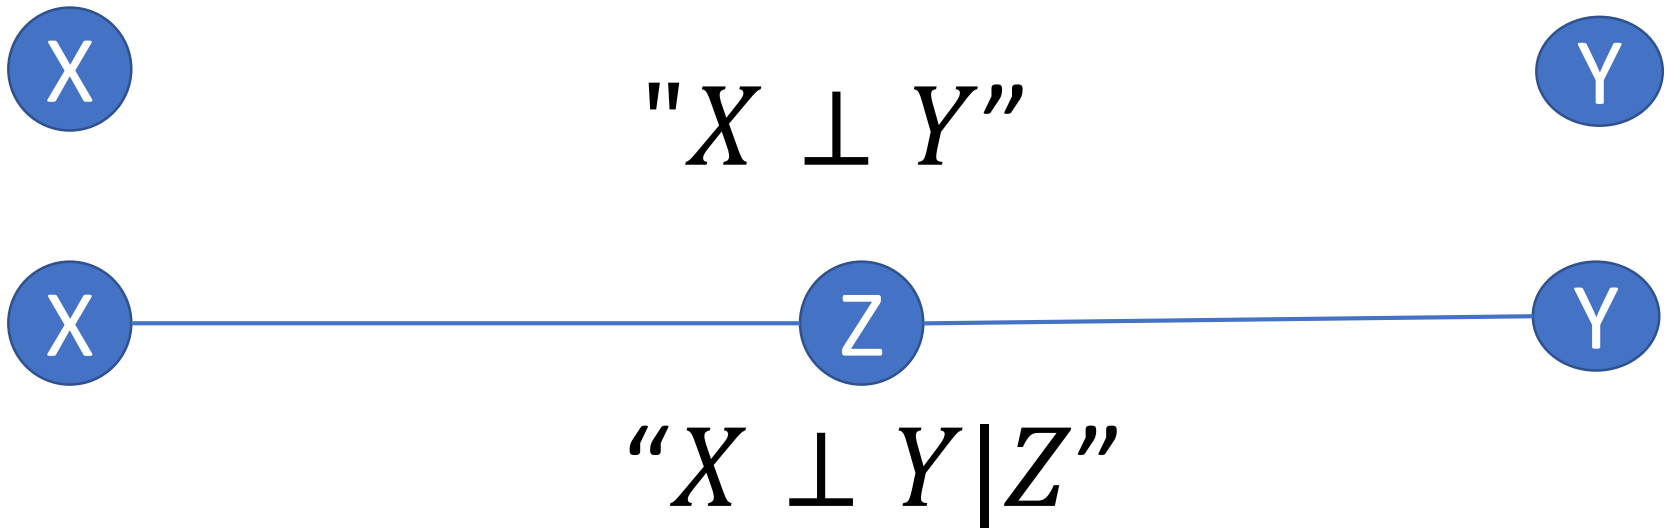 X Y
"X ⊥ Y”
X Z Y
“X ⊥ Y|Z”